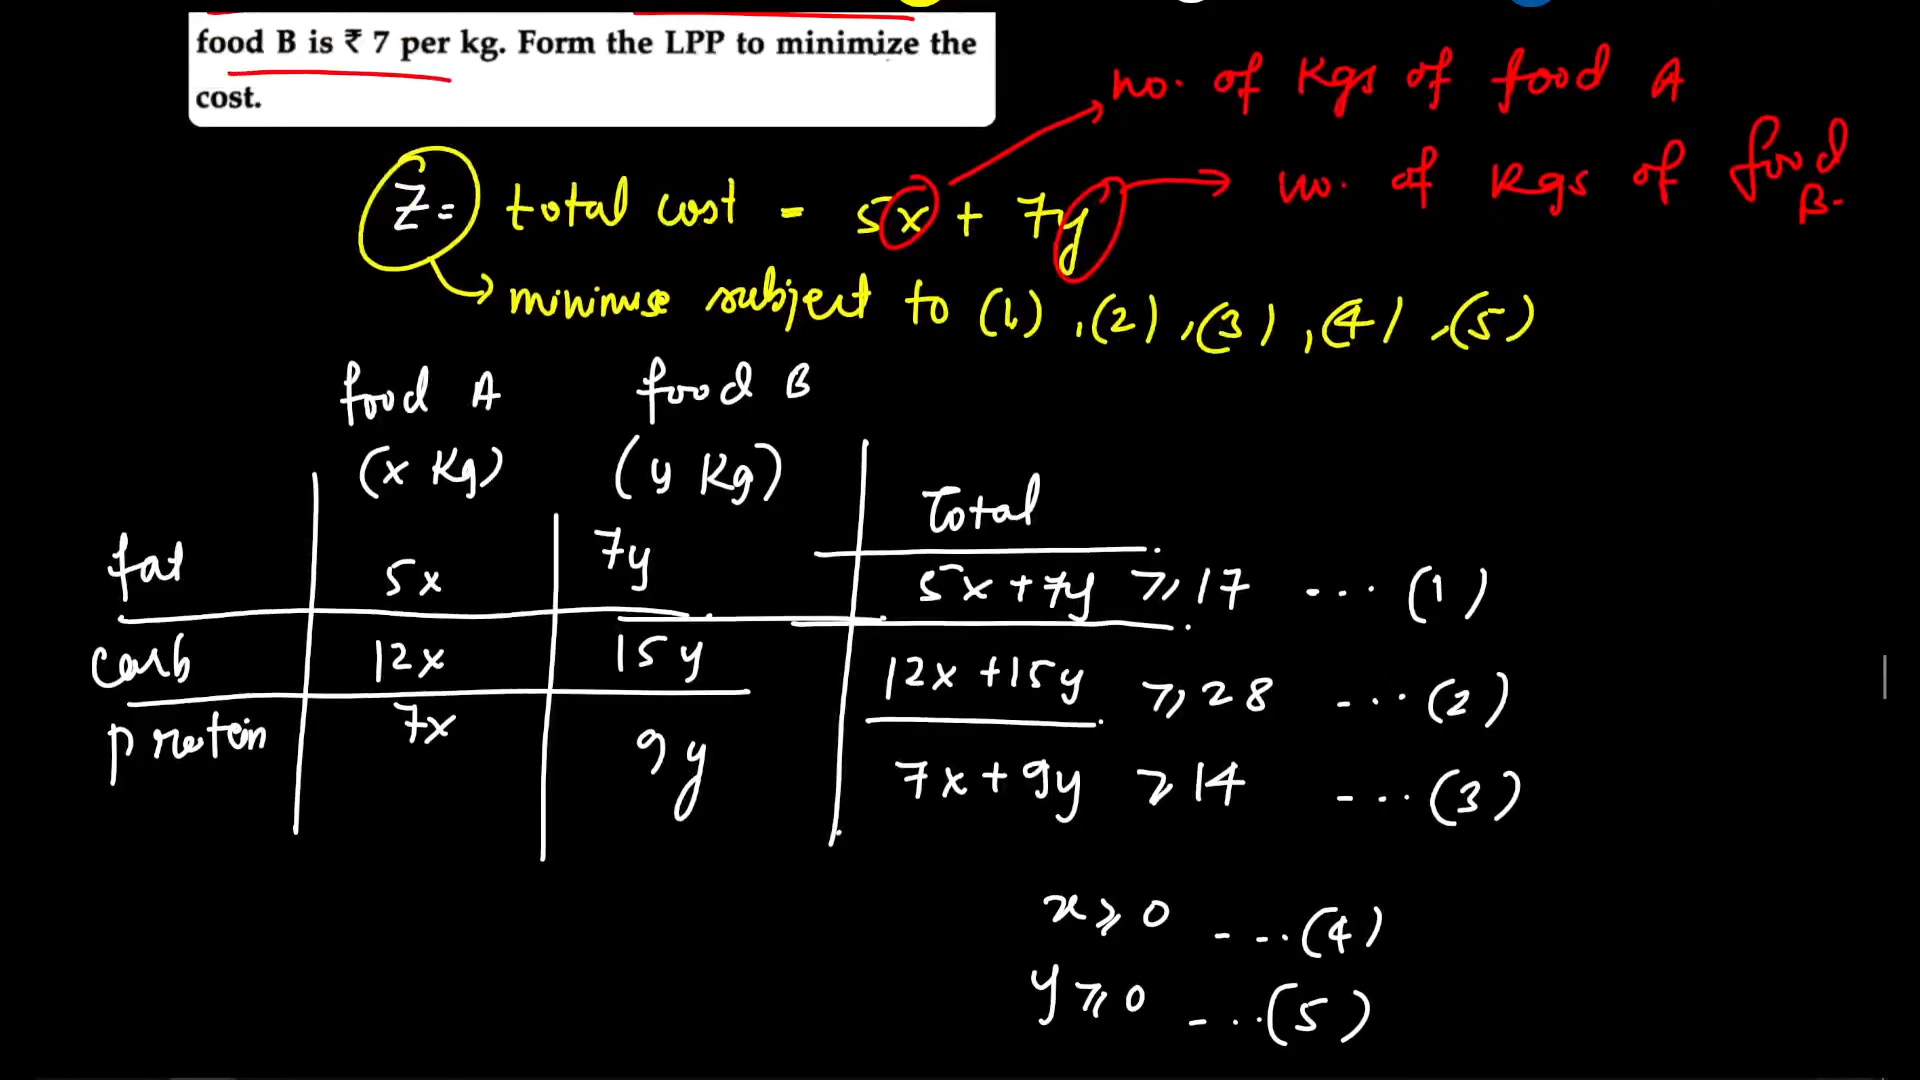 food B is ₹ 7 per kg. Form the LPP to minimize the
cost.
no. of Kgs of food A
Z = total cost - 5x + 7y
no. of Kgs of food B-
minimise subject to (1), (2), (3), (4), (5)
food A food B
(x Kg) (y Kg) Total
fat 5x 7y 5x + 7y ⩾ 17 ... (1)
carb 12x 15y 12x + 15y ⩾ 28 ... (2)
protein 7x 9y 7x + 9y ⩾ 14 ... (3)
x ⩾ 0 ... (4)
y ⩾ 0 ... (5)